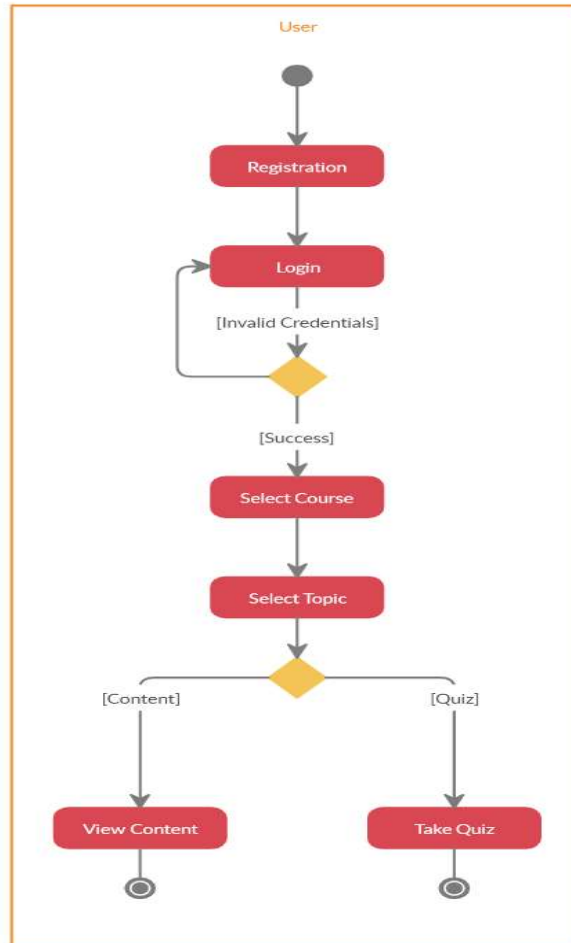 User
Registration
Login
[Invalid Credentials]
[Success]
Select Course
Select Topic
[Content]
[Quiz]
View Content
Take Quiz